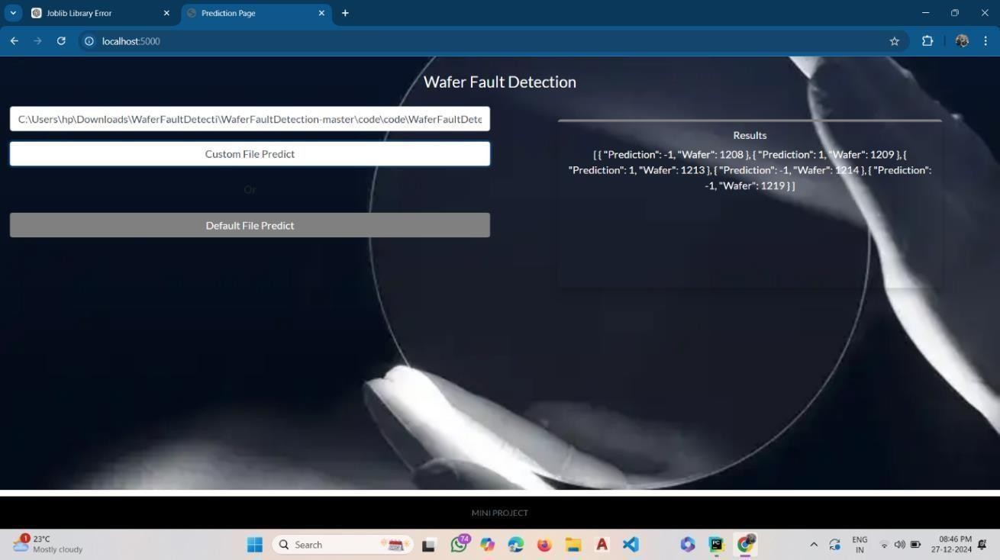 Joblib Library Error
Prediction Page
localhost:5000
Wafer Fault Detection
C:\Users\hp\Downloads\WaferFaultDetecti\WaferFaultDetection-master\code\code\WaferFaultDete
Custom File Predict
Or
Default File Predict
Results
[ { "Prediction": -1, "Wafer": 1208 }, { "Prediction": 1, "Wafer": 1209 }, {
"Prediction": 1, "Wafer": 1213 }, { "Prediction": -1, "Wafer": 1214 }, { "Prediction":
-1, "Wafer": 1219 } ]
MINI PROJECT
1
23°C
Mostly cloudy
Search
74
PC
A
ENG
IN
08:46 PM
27-12-2024